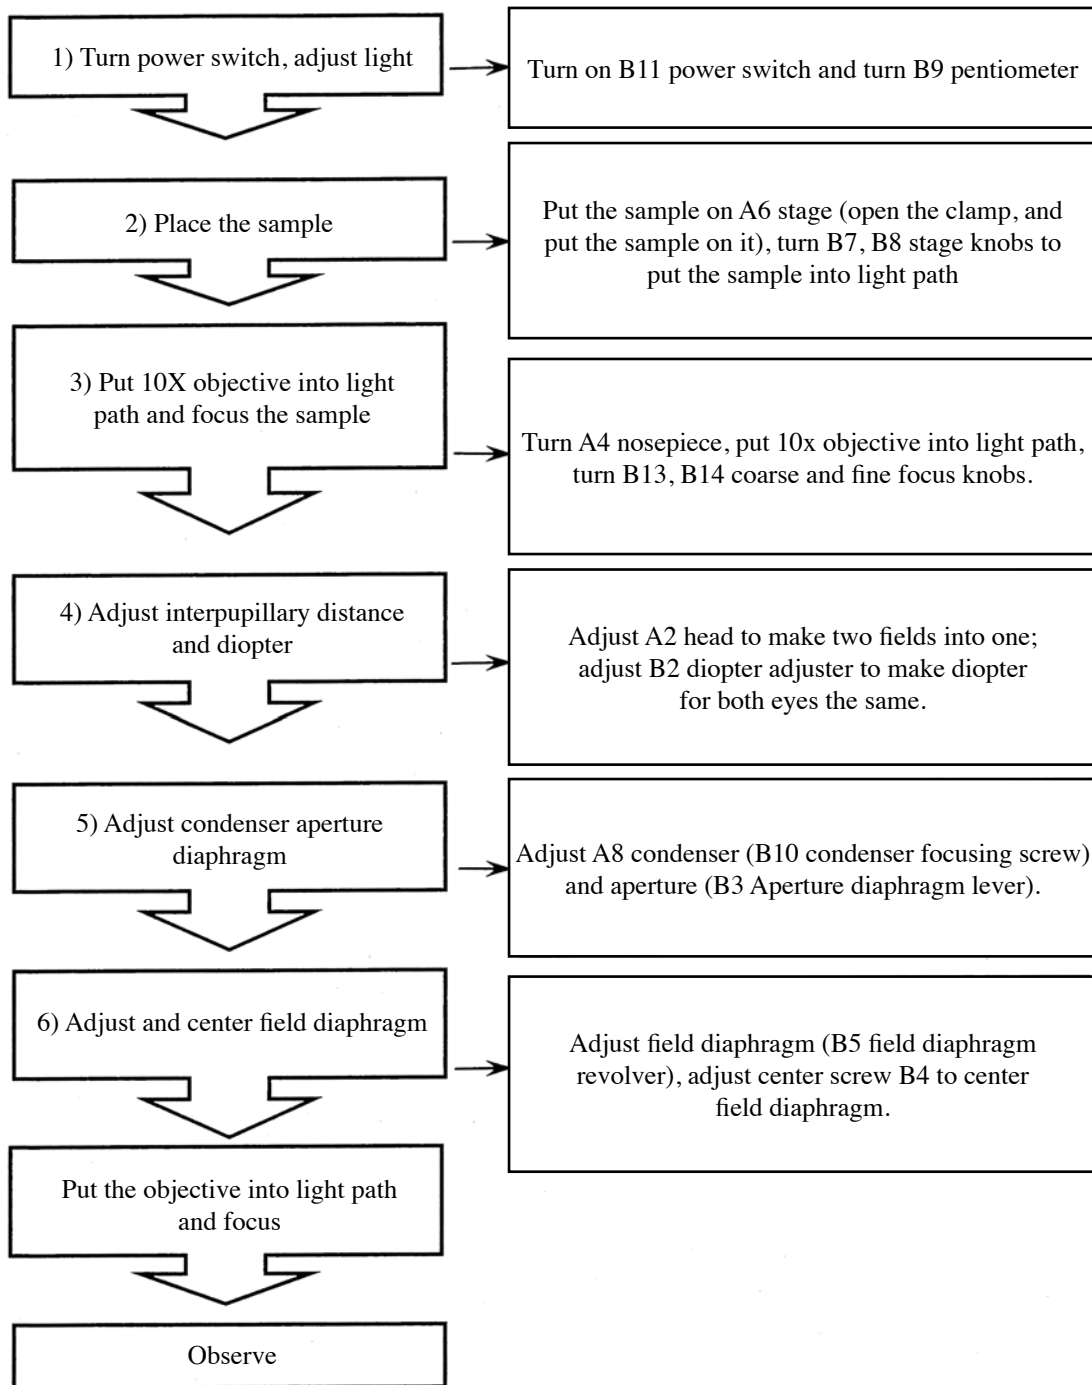 1) Turn power switch, adjust light
Turn on B11 power switch and turn B9 pentiometer
2) Place the sample
Put the sample on A6 stage (open the clamp, and
put the sample on it), turn B7, B8 stage knobs to
put the sample into light path
3) Put 10X objective into light
path and focus the sample
Turn A4 nosepiece, put 10x objective into light path,
turn B13, B14 coarse and fine focus knobs.
4) Adjust interpupillary distance
and diopter
Adjust A2 head to make two fields into one;
adjust B2 diopter adjuster to make diopter
for both eyes the same.
5) Adjust condenser aperture
diaphragm
Adjust A8 condenser (B10 condenser focusing screw)
and aperture (B3 Aperture diaphragm lever).
6) Adjust and center field diaphragm
Adjust field diaphragm (B5 field diaphragm
revolver), adjust center screw B4 to center
field diaphragm.
Put the objective into light path
and focus
Observe